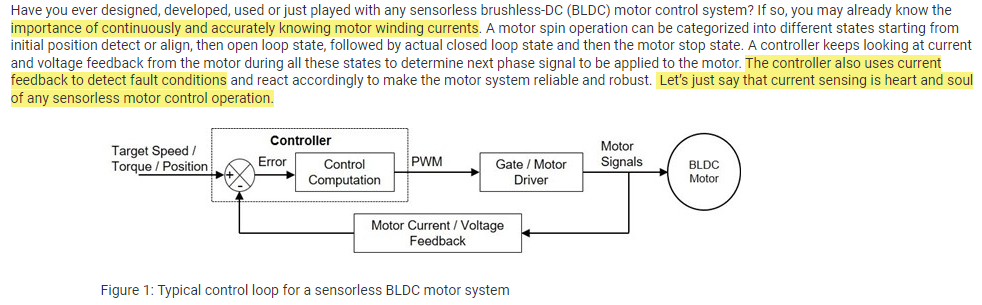 Have you ever designed, developed, used or just played with any sensorless brushless-DC (BLDC) motor control system? If so, you may already know the
importance of continuously and accurately knowing motor winding currents. A motor spin operation can be categorized into different states starting from
initial position detect or align, then open loop state, followed by actual closed loop state and then the motor stop state. A controller keeps looking at current
and voltage feedback from the motor during all these states to determine next phase signal to be applied to the motor. The controller also uses current
feedback to detect fault conditions and react accordingly to make the motor system reliable and robust.  Let's just say that current sensing is heart and soul
of any sensorless motor control operation.
Controller
Target Speed /
Torque / Position
+
-
Error
Control
Computation
PWM
Gate / Motor
Driver
Motor
Signals
BLDC
Motor
Motor Current / Voltage
Feedback
Figure 1: Typical control loop for a sensorless BLDC motor system